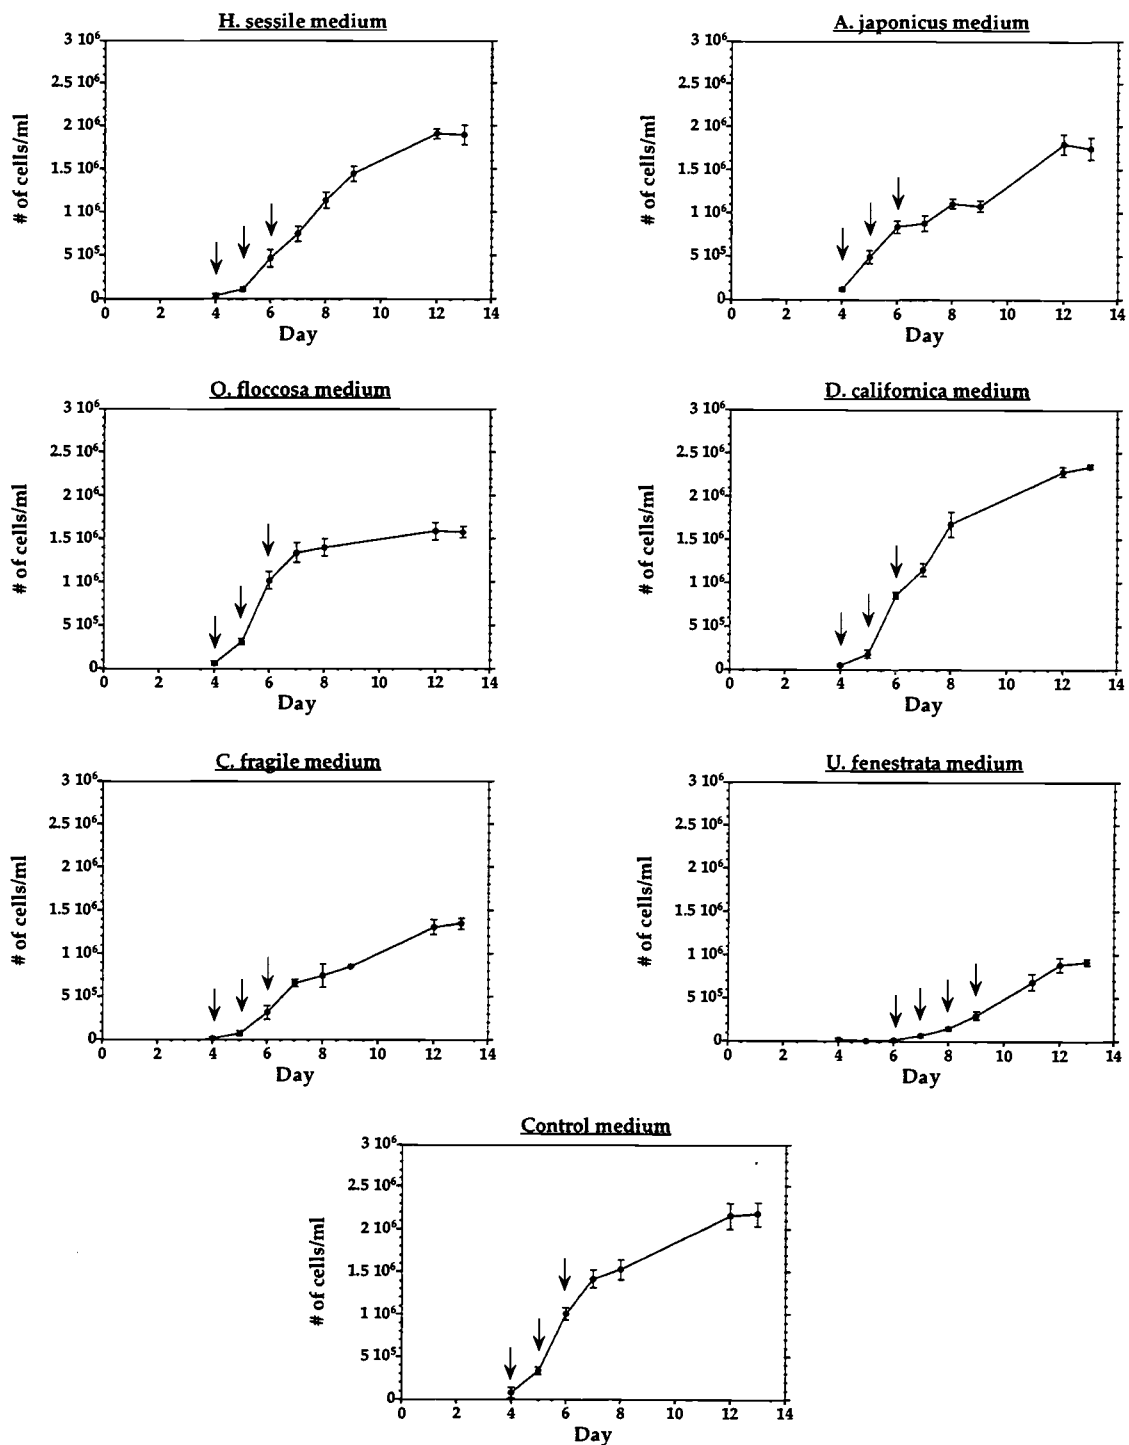 H. sessile medium
3 10⁶
2.5 10⁶
2 10⁶
1.5 10⁶
1 10⁶
5 10⁵
0
# of cells/ml
0 2 4 6 8 10 12 14
Day
A. japonicus medium
3 10⁶
2.5 10⁶
2 10⁶
1.5 10⁶
1 10⁶
5 10⁵
0
# of cells/ml
0 2 4 6 8 10 12 14
Day
O. floccosa medium
3 10⁶
2.5 10⁶
2 10⁶
1.5 10⁶
1 10⁶
5 10⁵
0
# of cells/ml
0 2 4 6 8 10 12 14
Day
D. californica medium
3 10⁶
2.5 10⁶
2 10⁶
1.5 10⁶
1 10⁶
5 10⁵
0
# of cells/ml
0 2 4 6 8 10 12 14
Day
C. fragile medium
3 10⁶
2.5 10⁶
2 10⁶
1.5 10⁶
1 10⁶
5 10⁵
0
# of cells/ml
0 2 4 6 8 10 12 14
Day
U. fenestrata medium
3 10⁶
2.5 10⁶
2 10⁶
1.5 10⁶
1 10⁶
5 10⁵
0
# of cells/ml
0 2 4 6 8 10 12 14
Day
Control medium
3 10⁶
2.5 10⁶
2 10⁶
1.5 10⁶
1 10⁶
5 10⁵
0
# of cells/ml
0 2 4 6 8 10 12 14
Day